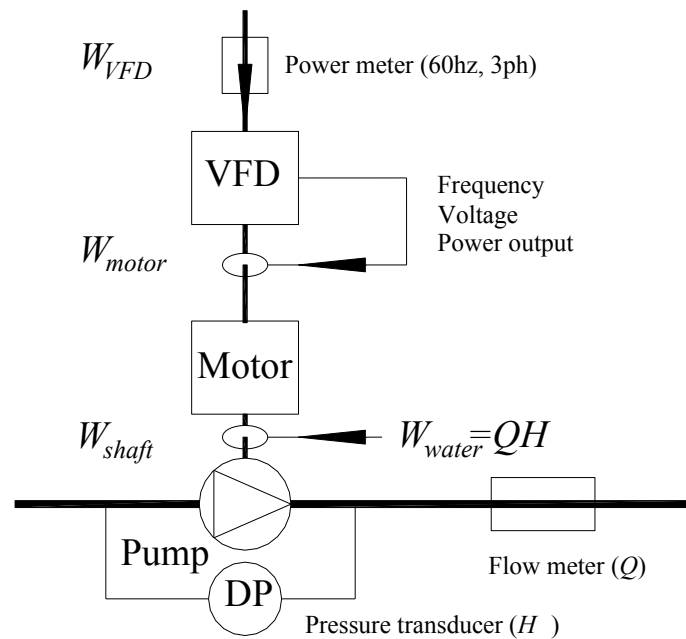 W_VFD
Power meter (60hz, 3ph)
VFD
Frequency
Voltage
Power output
W_motor
Motor
W_shaft
W_water=QH
Pump
DP
Flow meter (Q)
Pressure transducer (H )